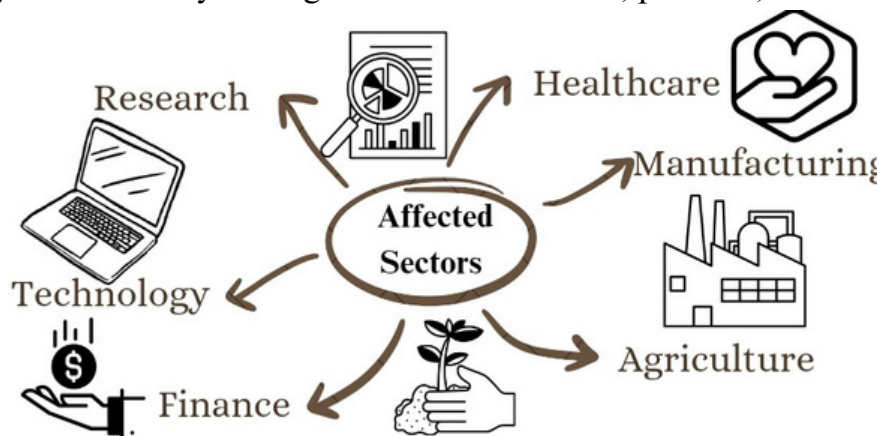 Research
Healthcare
Manufacturing
Affected
Sectors
Technology
Agriculture
Finance
$